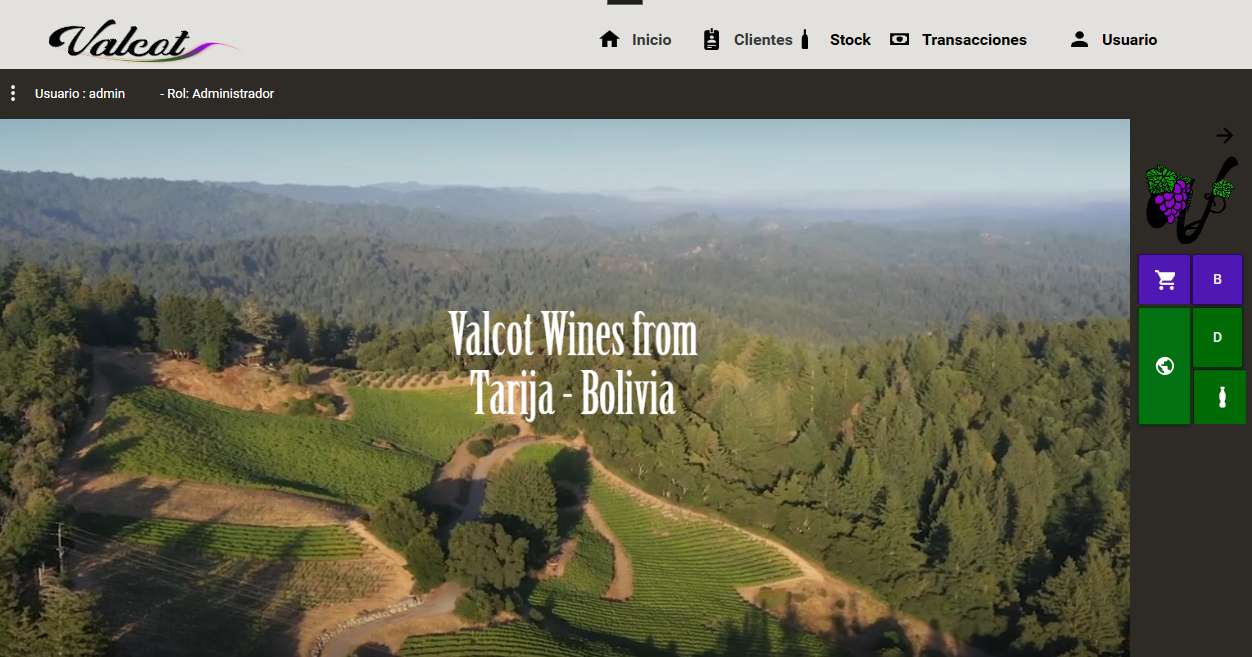 Valcot
Inicio
Clientes
Stock
Transacciones
Usuario
Usuario : admin
- Rol: Administrador
Valcot Wines from
Tarija - Bolivia
V
B
D